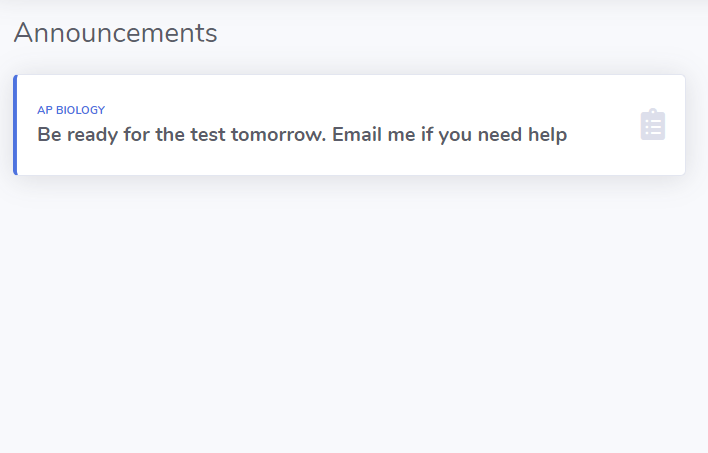 Announcements
AP BIOLOGY
Be ready for the test tomorrow. Email me if you need help